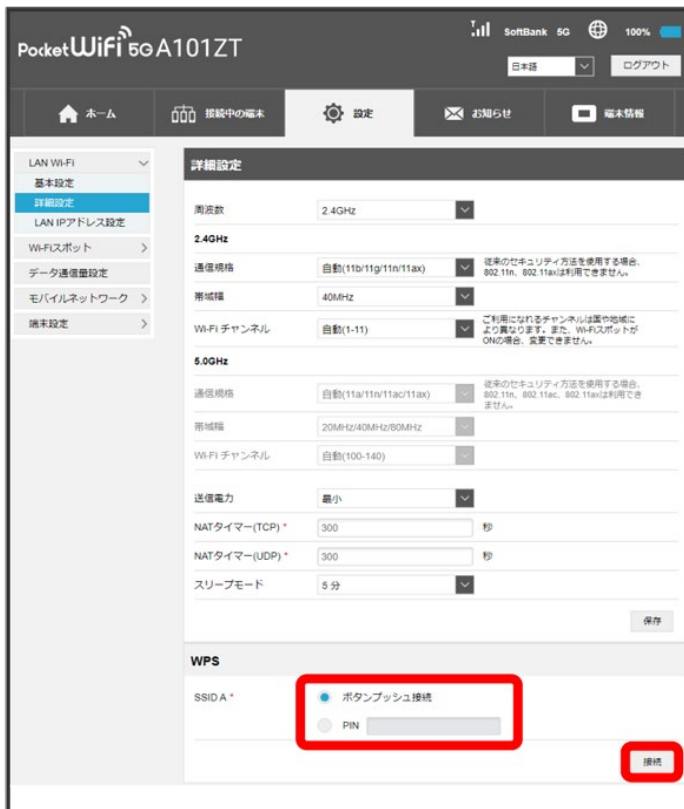 Pocket WiFi 5G A101ZT
SoftBank 5G 100%
日本語 ログアウト
ホーム 接続中の端末 設定 お知らせ 端末情報
LAN Wi-Fi
基本設定
詳細設定
LAN IPアドレス設定
Wi-Fiスポット
データ通信量設定
モバイルネットワーク
端末設定
詳細設定
周波数 2.4GHz
2.4GHz
通信規格 自動(11b/11g/11n/11ax) 従来のセキュリティ方法を使用する場合、
802.11n、802.11axは利用できません。
帯域幅 40MHz
Wi-Fi チャンネル 自動(1-11) ご利用になれるチャンネルは国や地域に
より異なります。また、Wi-Fiスポットが
ONの場合、変更できません。
5.0GHz
通信規格 自動(11a/11n/11ac/11ax) 従来のセキュリティ方法を使用する場合、
802.11n、802.11ac、802.11axは利用でき
ません。
帯域幅 20MHz/40MHz/80MHz
Wi-Fi チャンネル 自動(100-140)
送信電力 最小
NATタイマー(TCP) * 300 秒
NATタイマー(UDP) * 300 秒
スリープモード 5 分
保存
WPS
SSID A * ボタンプッシュ接続
PIN
接続